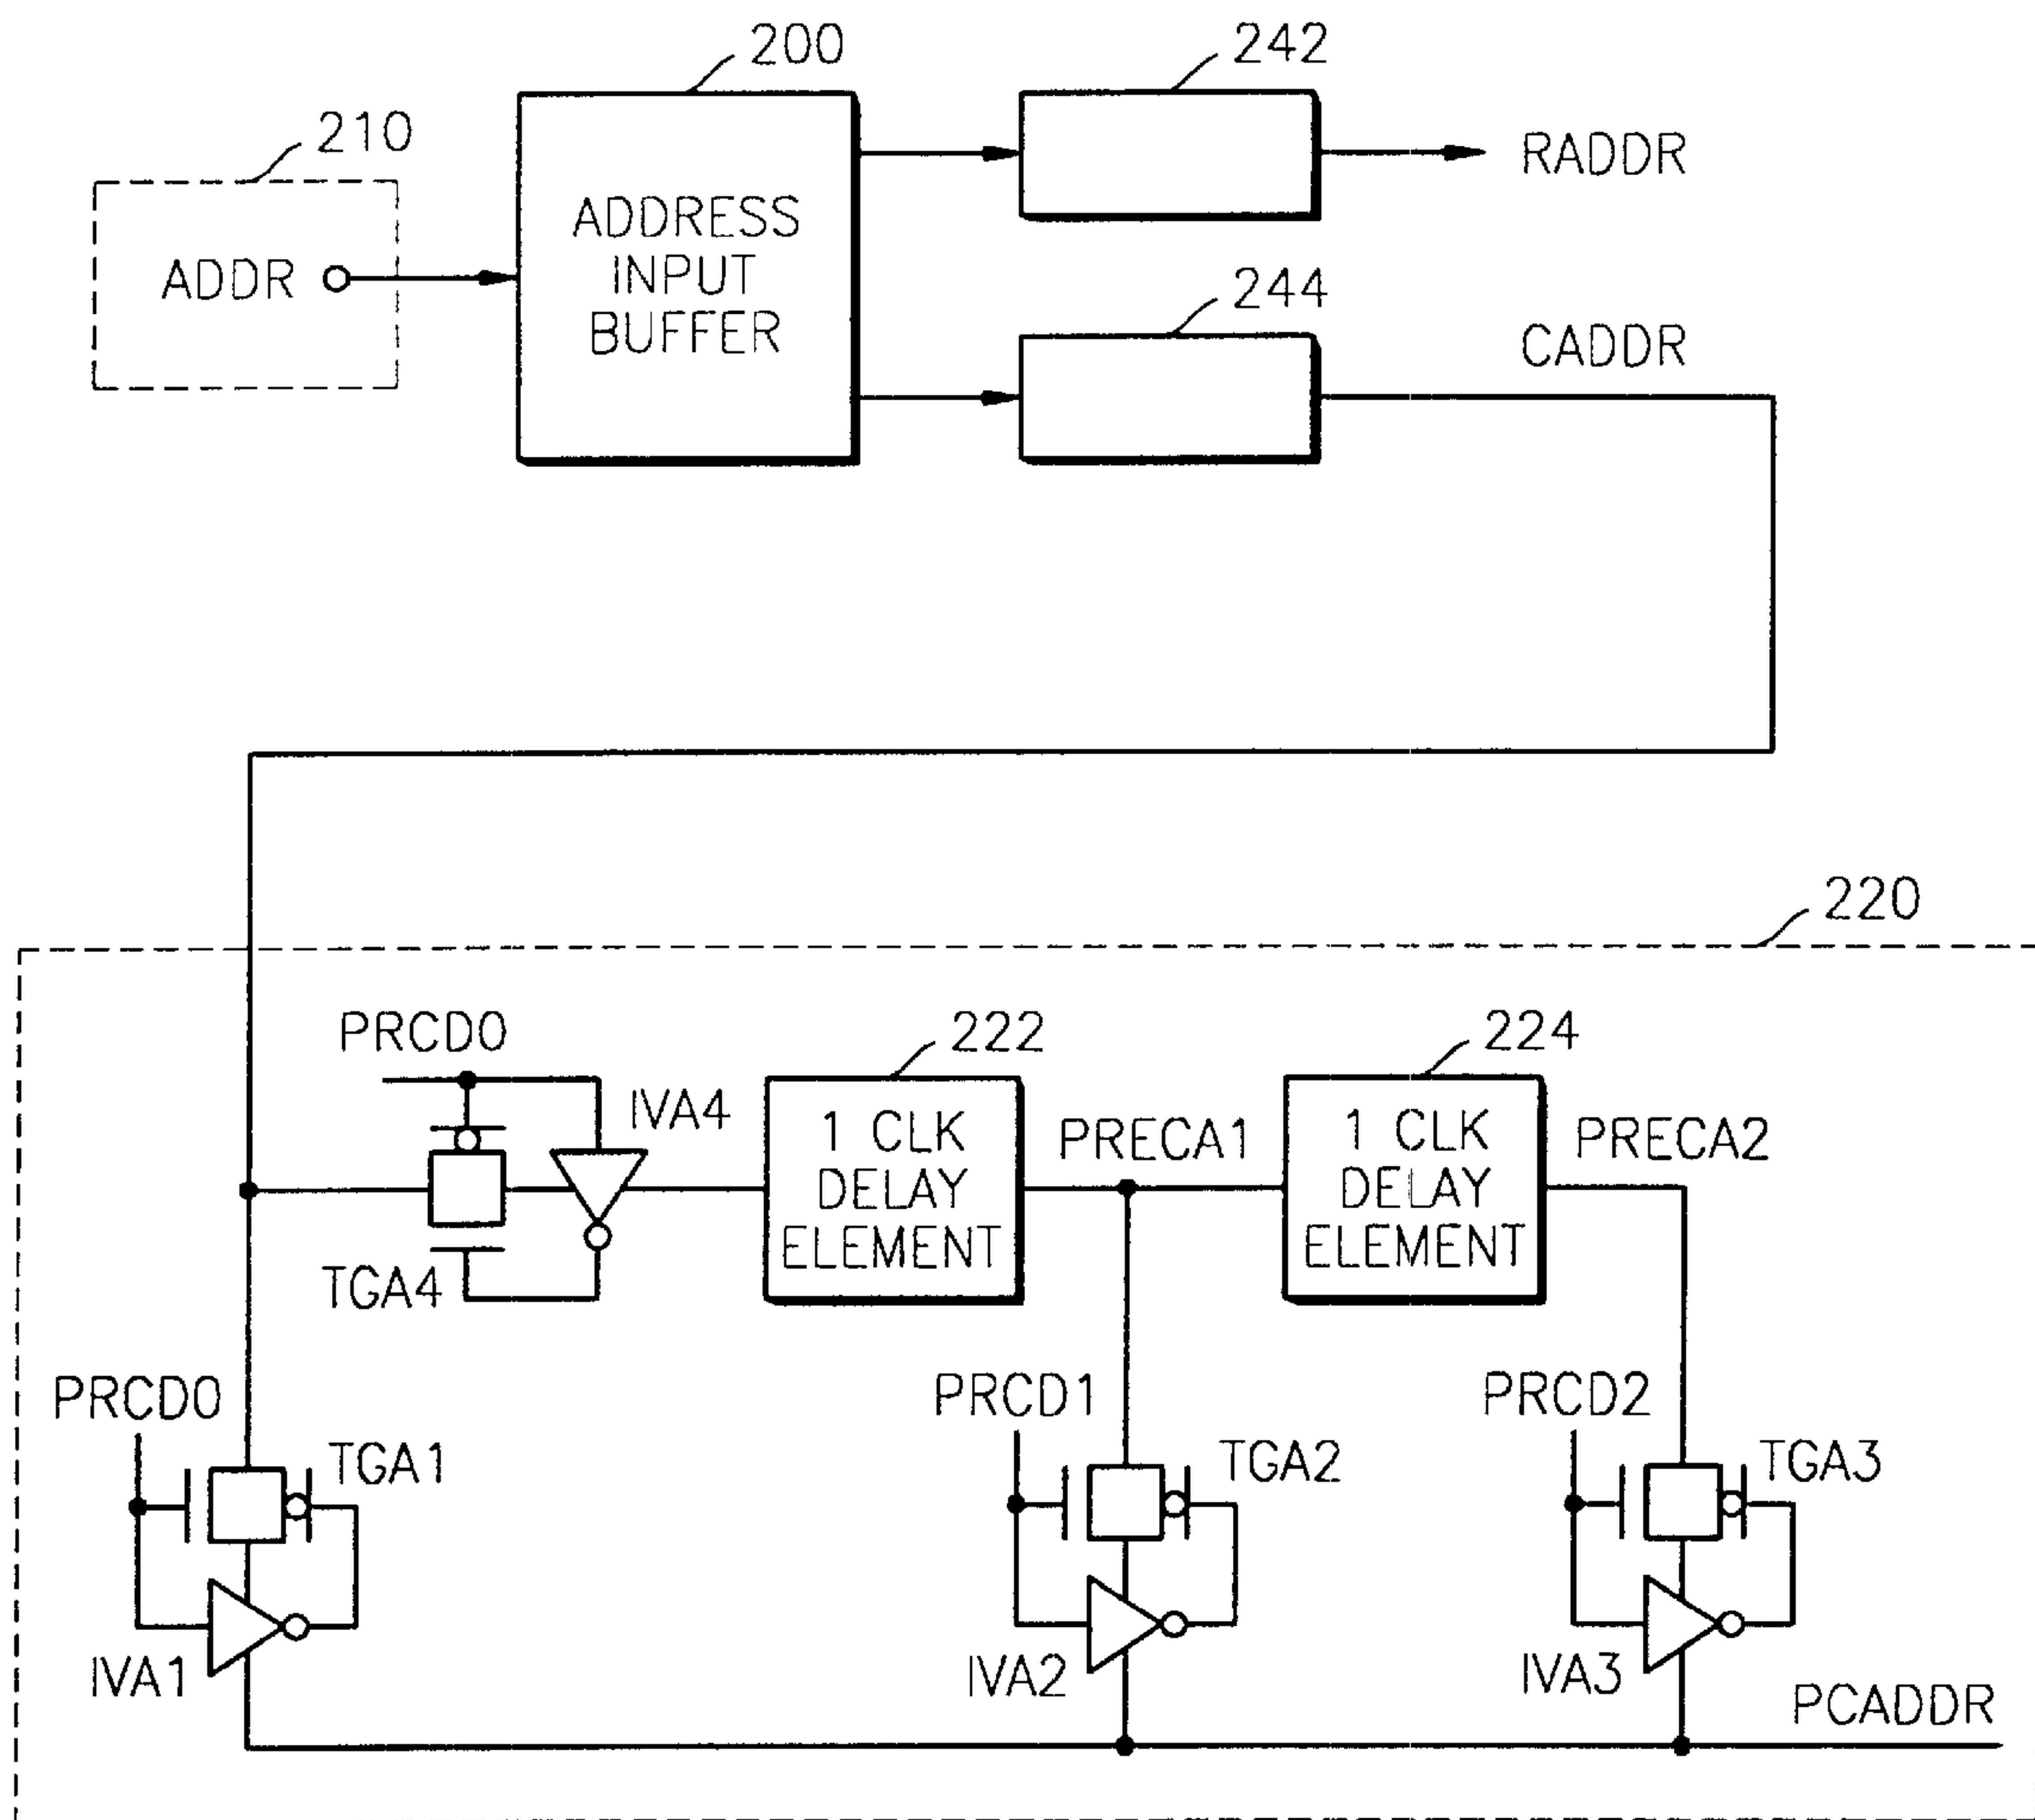 200
242
210
RADDR
ADDRESS
INPUT
BUFFER
ADDR
244
CADDR
220
PRCD0
222
224
IVA4
1 CLK
DELAY
ELEMENT
PRECA1
1 CLK
DELAY
ELEMENT
PRECA2
TGA4
PRCD0
PRCD1
PRCD2
TGA1
TGA2
TGA3
IVA1
IVA2
IVA3
PCADDR